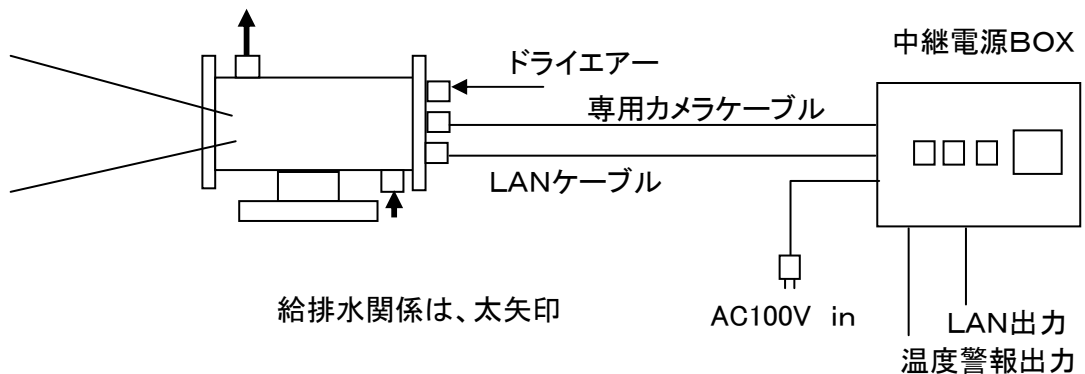 中継電源ＢＯＸ
ドライエアー
専用カメラケーブル
ＬＡＮケーブル
給排水関係は、太矢印
AC100V in
ＬＡＮ出力
温度警報出力